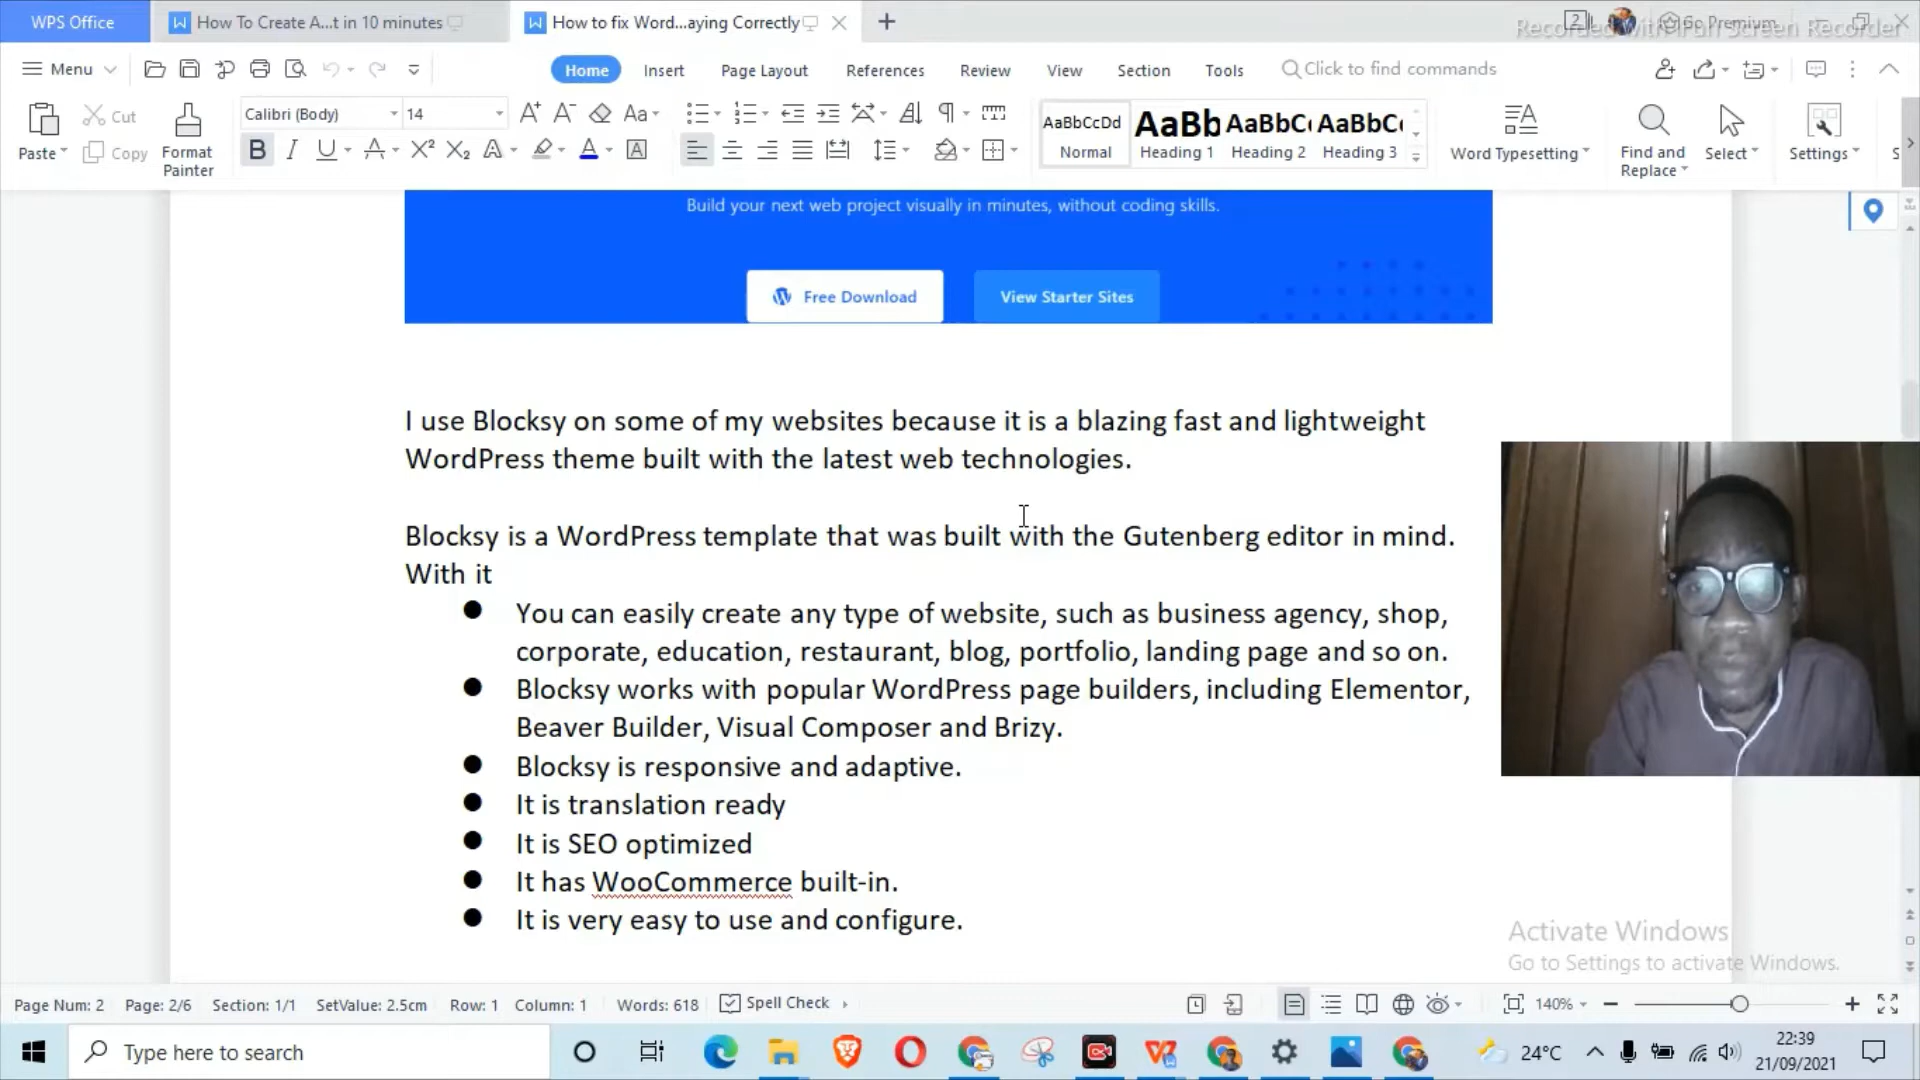 WPS Office
How To Create A...t in 10 minutes
How to fix Word...aying Correctly
Go Premium
Recorded with iFun Screen Recorder
Menu
Home
Insert
Page Layout
References
Review
View
Section
Tools
Click to find commands
Paste
Cut
Copy
Format
Painter
Calibri (Body)
14
AaBbCcDd
Normal
AaBb
Heading 1
AaBbC
Heading 2
AaBbC
Heading 3
Word Typesetting
Find and
Replace
Select
Settings
Build your next web project visually in minutes, without coding skills.
Free Download
View Starter Sites
I use Blocksy on some of my websites because it is a blazing fast and lightweight
WordPress theme built with the latest web technologies.
Blocksy is a WordPress template that was built with the Gutenberg editor in mind.
With it
● You can easily create any type of website, such as business agency, shop,
corporate, education, restaurant, blog, portfolio, landing page and so on.
● Blocksy works with popular WordPress page builders, including Elementor,
Beaver Builder, Visual Composer and Brizy.
● Blocksy is responsive and adaptive.
● It is translation ready
● It is SEO optimized
● It has WooCommerce built-in.
● It is very easy to use and configure.
Activate Windows
Go to Settings to activate Windows.
Page Num: 2
Page: 2/6
Section: 1/1
SetValue: 2.5cm
Row: 1
Column: 1
Words: 618
Spell Check
140%
Type here to search
24°C
22:39
21/09/2021